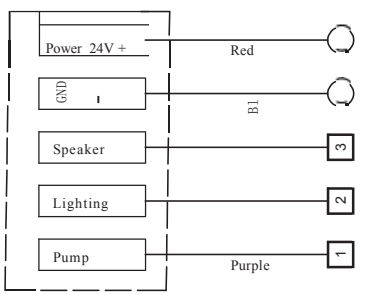 Power 24V +
Red
GND
-
B1
Speaker
3
Lighting
2
Pump
1
Purple